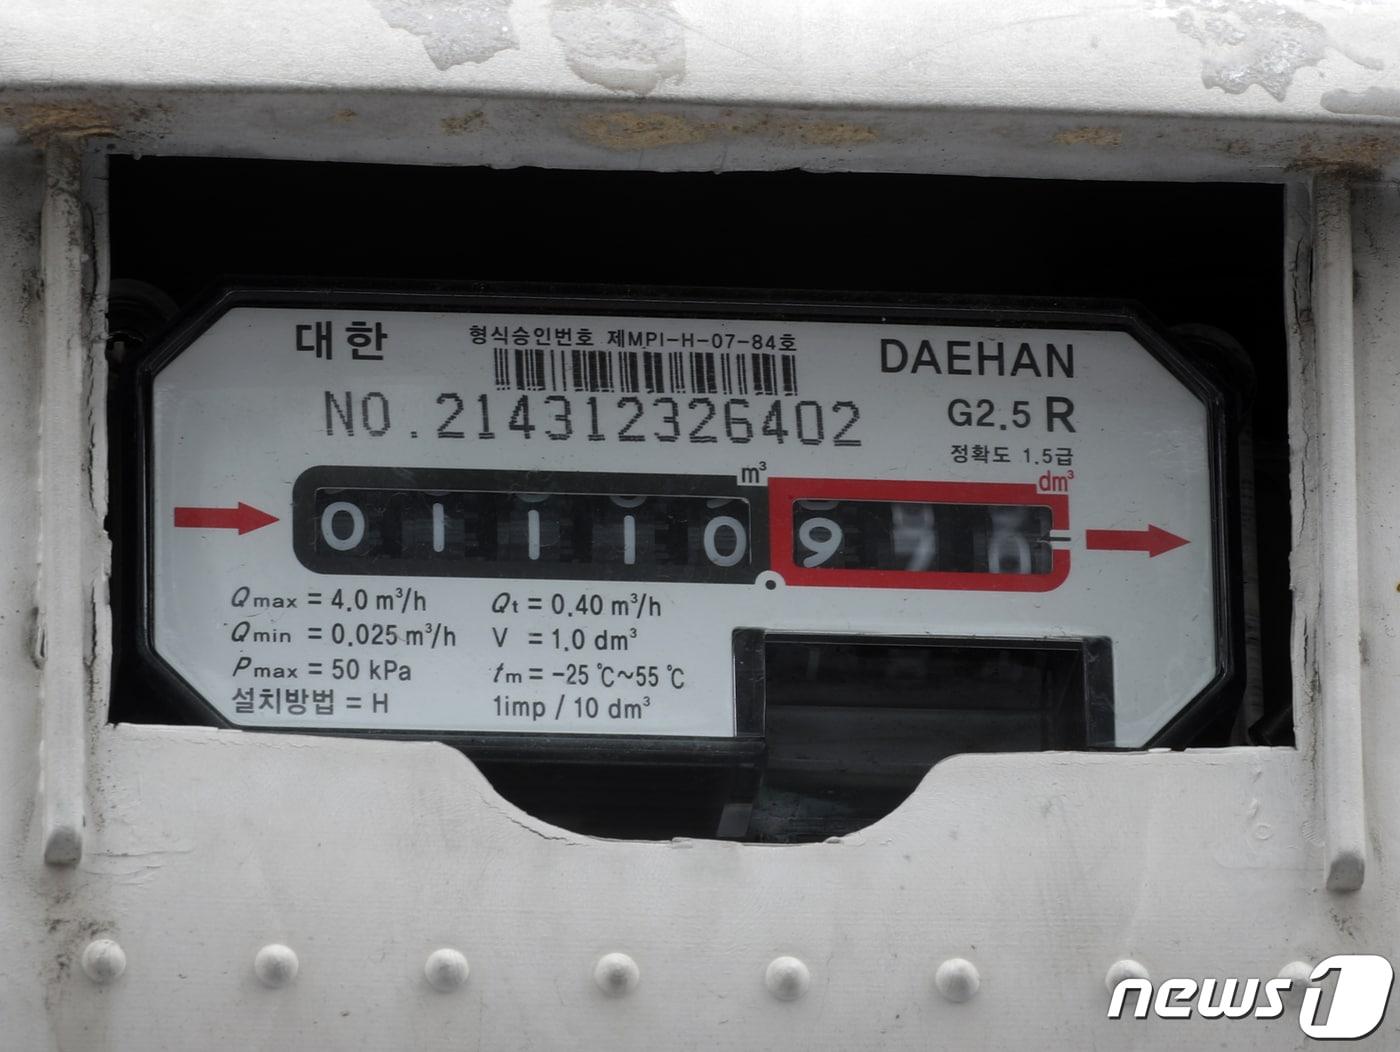 대한
형식승인번호 제MPI-H-07-84호
DAEHAN
NO.214312326402
G2.5 R
정확도 1.5급
m³
dm³
01110 9
Qmax = 4.0 m³/h
Qt = 0.40 m³/h
Qmin = 0.025 m³/h
V = 1.0 dm³
Pmax = 50 kPa
tm = -25 ℃~55 ℃
설치방법 = H
1imp / 10 dm³
news1